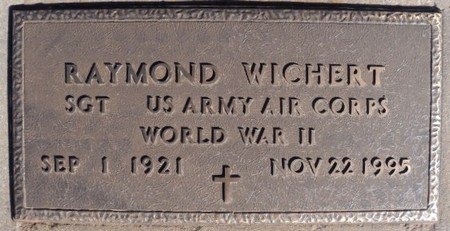 RAYMOND WICHERT
SGT US ARMY AIR CORPS
WORLD WAR II
SEP 1 1921 NOV 22 1995